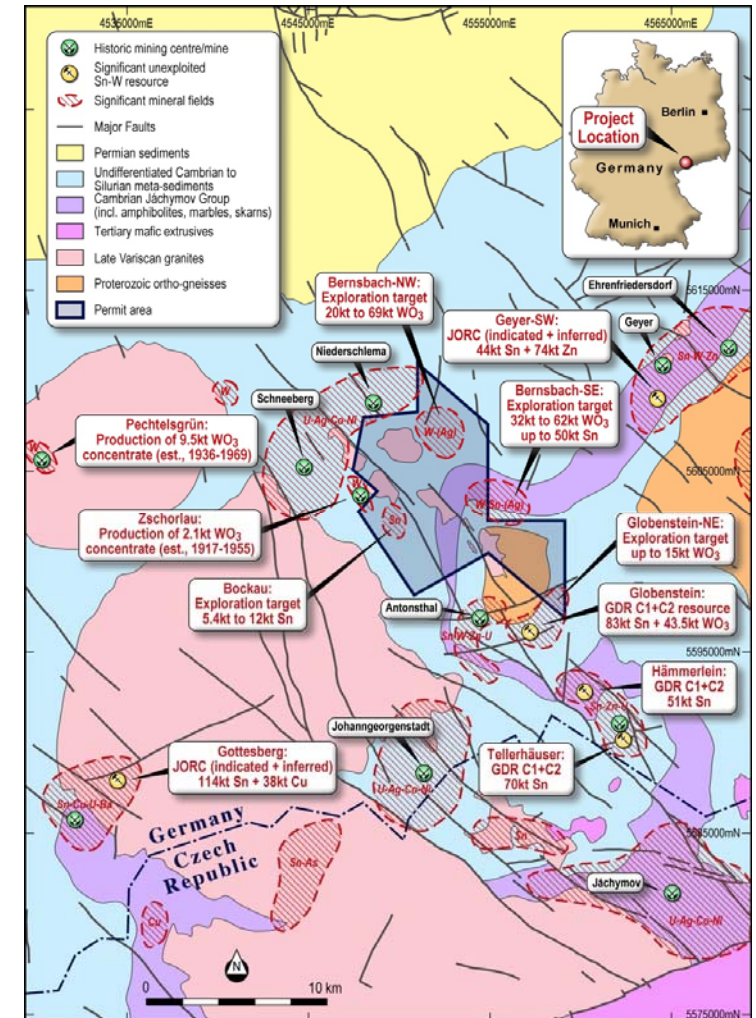 4535000mE
4545000mE
4555000mE
4565000mE
Historic mining centre/mine
Significant unexploited
Sn-W resource
Significant mineral fields
Major Faults
Permian sediments
Undifferentiated Cambrian to
Silurian meta-sediments
Cambrian Jáchymov Group
(incl. amphibolites, marbles, skarns)
Tertiary mafic extrusives
Late Variscan granites
Proterozoic ortho-gneisses
Permit area
Berlin
Project
Location
Germany
Munich
5615000mN
Ehrenfriedersdorf
Bernsbach-NW:
Exploration target
20kt to 69kt WO3
Geyer-SW:
JORC (indicated + inferred)
44kt Sn + 74kt Zn
Geyer
Sn-W-Zn
Niederschlema
Schneeberg
U-Ag-Co-Ni
W-(Ag)
Bernsbach-SE:
Exploration target
32kt to 62kt WO3
up to 50kt Sn
W
Pechtelsgrün:
Production of 9.5kt WO3
concentrate (est., 1936-1969)
W
5605000mN
W
W-Sn-(Ag)
Sn
Zschorlau:
Production of 2.1kt WO3
concentrate (est., 1917-1955)
Globenstein-NE:
Exploration target
up to 15kt WO3
Bockau:
Exploration target
5.4kt to 12kt Sn
Antonsthal
Globenstein:
GDR C1+C2 resource
83kt Sn + 43.5kt WO3
Sn-W-Zn-U
5595000mN
Hämmerlein:
GDR C1+C2
51kt Sn
Sn-Zn-U
Johanngeorgenstadt
Gottesberg:
JORC (indicated + inferred)
114kt Sn + 38kt Cu
Tellerhäuser:
GDR C1+C2
70kt Sn
U-Ag-Co-Ni
Sn-Cu-U-Ba
Germany
Czech
Republic
Sn
5585000mN
Sn-As
Jáchymov
U-Ag-Co-Ni
Cu
N
0
10 km
5575000mN